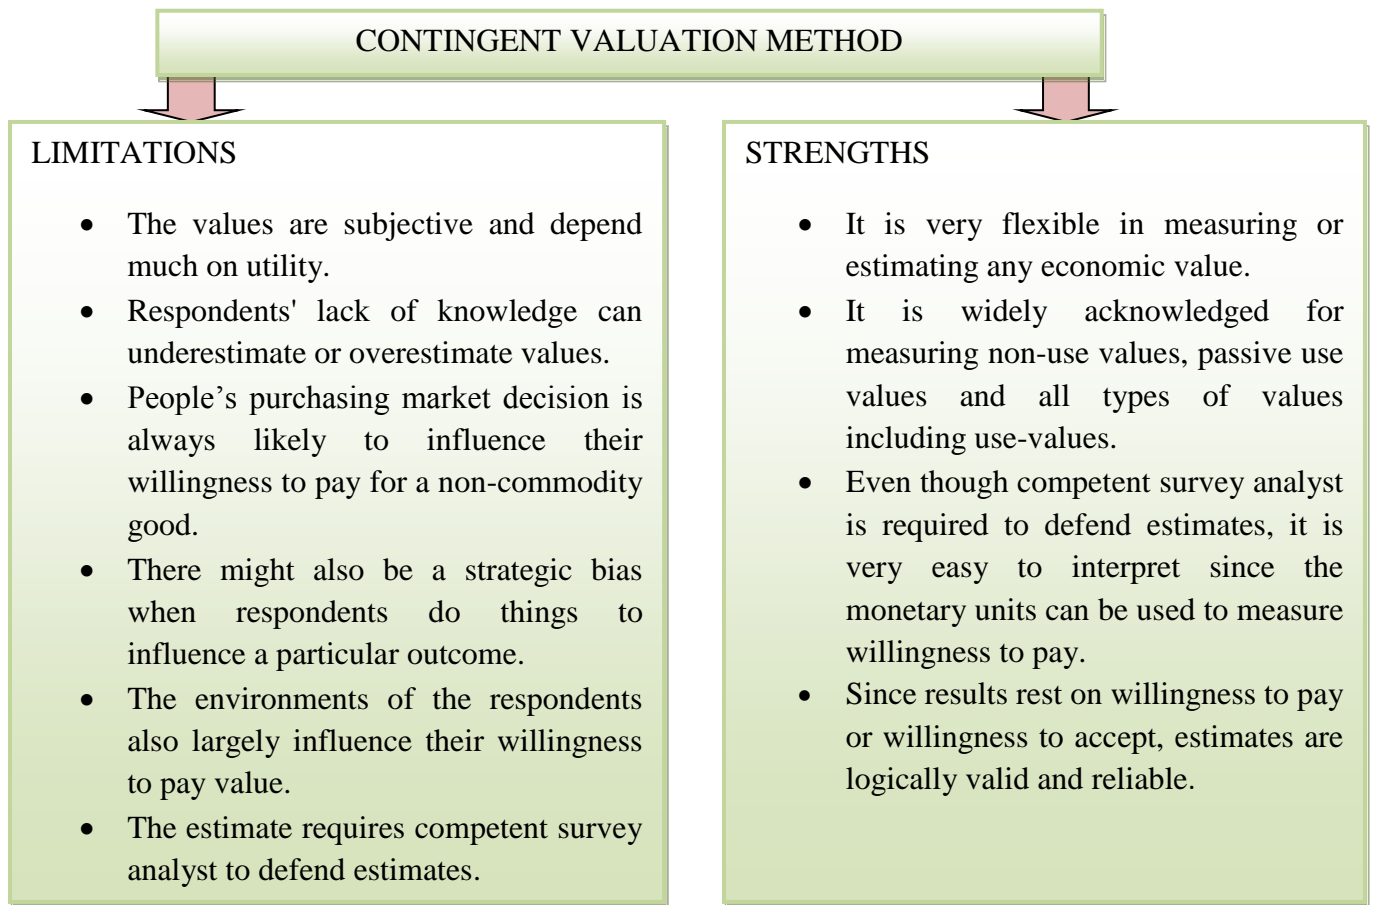 CONTINGENT VALUATION METHOD
LIMITATIONS
• The values are subjective and depend
much on utility.
• Respondents' lack of knowledge can
underestimate or overestimate values.
• People’s purchasing market decision is
always likely to influence their
willingness to pay for a non-commodity
good.
• There might also be a strategic bias
when respondents do things to
influence a particular outcome.
• The environments of the respondents
also largely influence their willingness
to pay value.
• The estimate requires competent survey
analyst to defend estimates.
STRENGTHS
• It is very flexible in measuring or
estimating any economic value.
• It is widely acknowledged for
measuring non-use values, passive use
values and all types of values
including use-values.
• Even though competent survey analyst
is required to defend estimates, it is
very easy to interpret since the
monetary units can be used to measure
willingness to pay.
• Since results rest on willingness to pay
or willingness to accept, estimates are
logically valid and reliable.